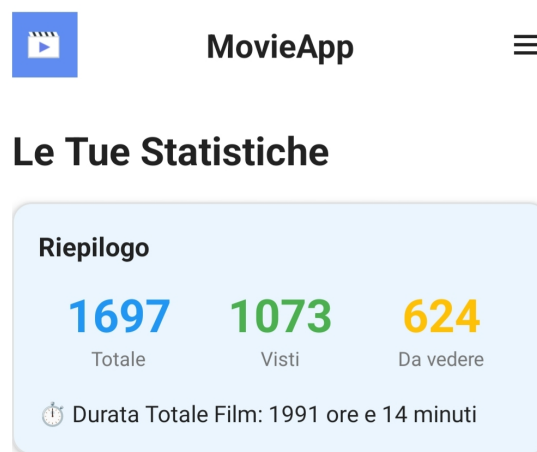 MovieApp
Le Tue Statistiche
Riepilogo
1697 1073 624
Totale Visti Da vedere
⏱️ Durata Totale Film: 1991 ore e 14 minuti